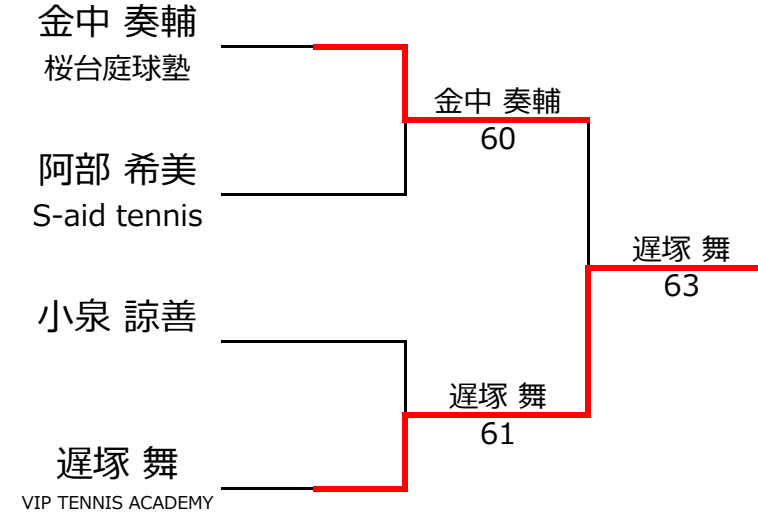 金中 奏輔
桜台庭球塾
金中 奏輔
60
阿部 希美
S-aid tennis
遅塚 舞
63
小泉 諒善
遅塚 舞
61
遅塚 舞
VIP TENNIS ACADEMY